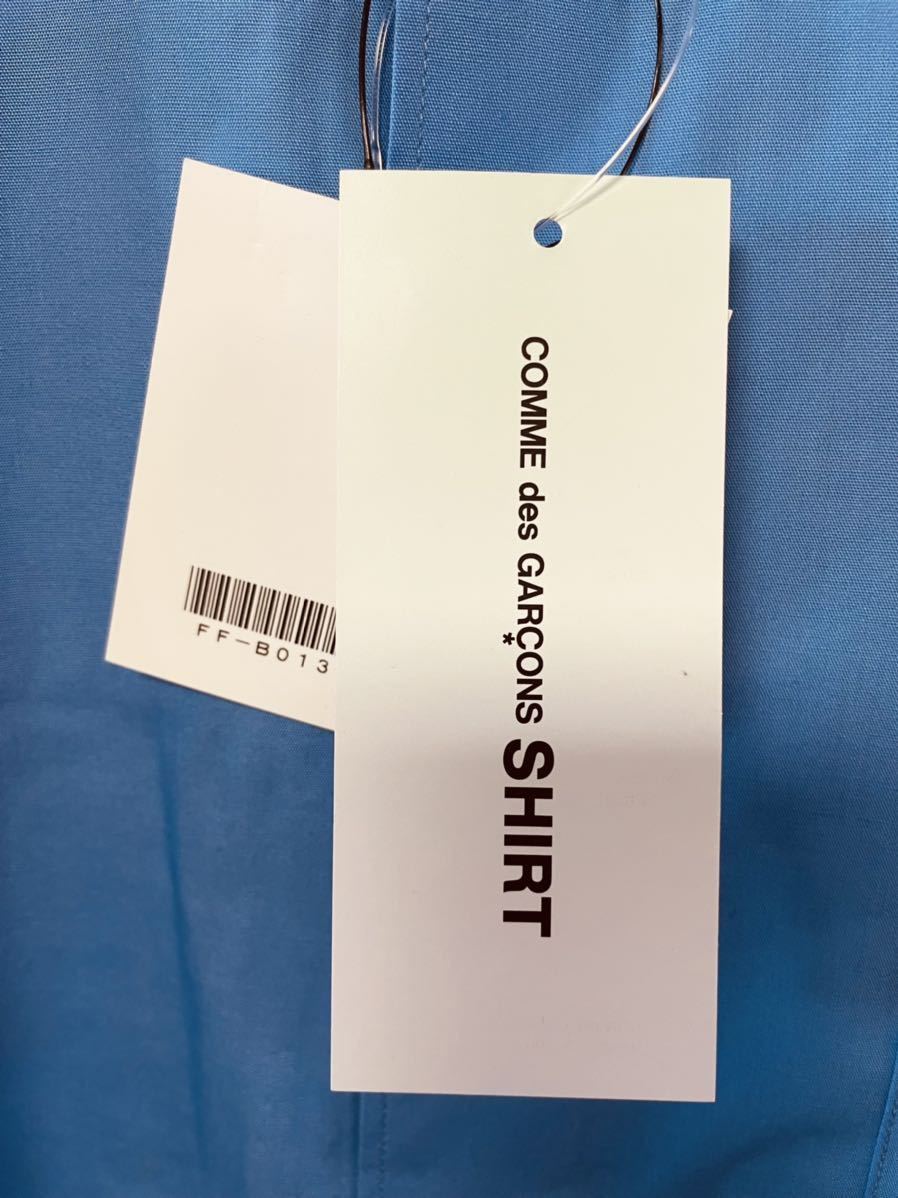 COMME des GARÇONS SHIRT
*
FF-B013